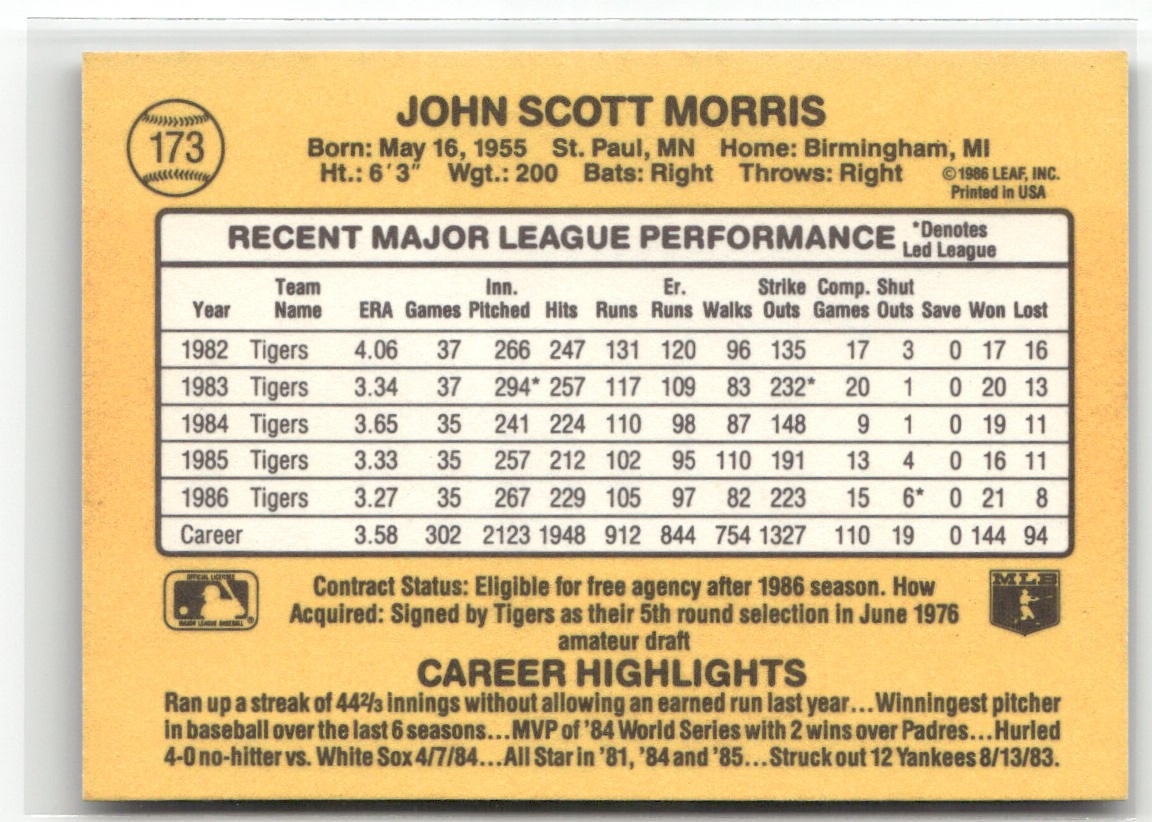 173
JOHN SCOTT MORRIS
Born: May 16, 1955 St. Paul, MN Home: Birmingham, MI
Ht.: 6'3" Wgt.: 200 Bats: Right Throws: Right
©1986 LEAF, INC.
Printed in USA
RECENT MAJOR LEAGUE PERFORMANCE *Denotes
Led League
Team Inn. Er. Strike Comp. Shut
Year Name ERA Games Pitched Hits Runs Runs Walks Outs Games Outs Save Won Lost
1982 Tigers 4.06 37 266 247 131 120 96 135 17 3 0 17 16
1983 Tigers 3.34 37 294* 257 117 109 83 232* 20 1 0 20 13
1984 Tigers 3.65 35 241 224 110 98 87 148 9 1 0 19 11
1985 Tigers 3.33 35 257 212 102 95 110 191 13 4 0 16 11
1986 Tigers 3.27 35 267 229 105 97 82 223 15 6* 0 21 8
Career 3.58 302 2123 1948 912 844 754 1327 110 19 0 144 94
OFFICIAL LICENSEE
MAJOR LEAGUE BASEBALL
®
Contract Status: Eligible for free agency after 1986 season. How
Acquired: Signed by Tigers as their 5th round selection in June 1976
amateur draft
MLB
CAREER HIGHLIGHTS
Ran up a streak of 44⅔ innings without allowing an earned run last year...Winningest pitcher
in baseball over the last 6 seasons...MVP of '84 World Series with 2 wins over Padres...Hurled
4-0 no-hitter vs. White Sox 4/7/84...All Star in '81, '84 and '85...Struck out 12 Yankees 8/13/83.